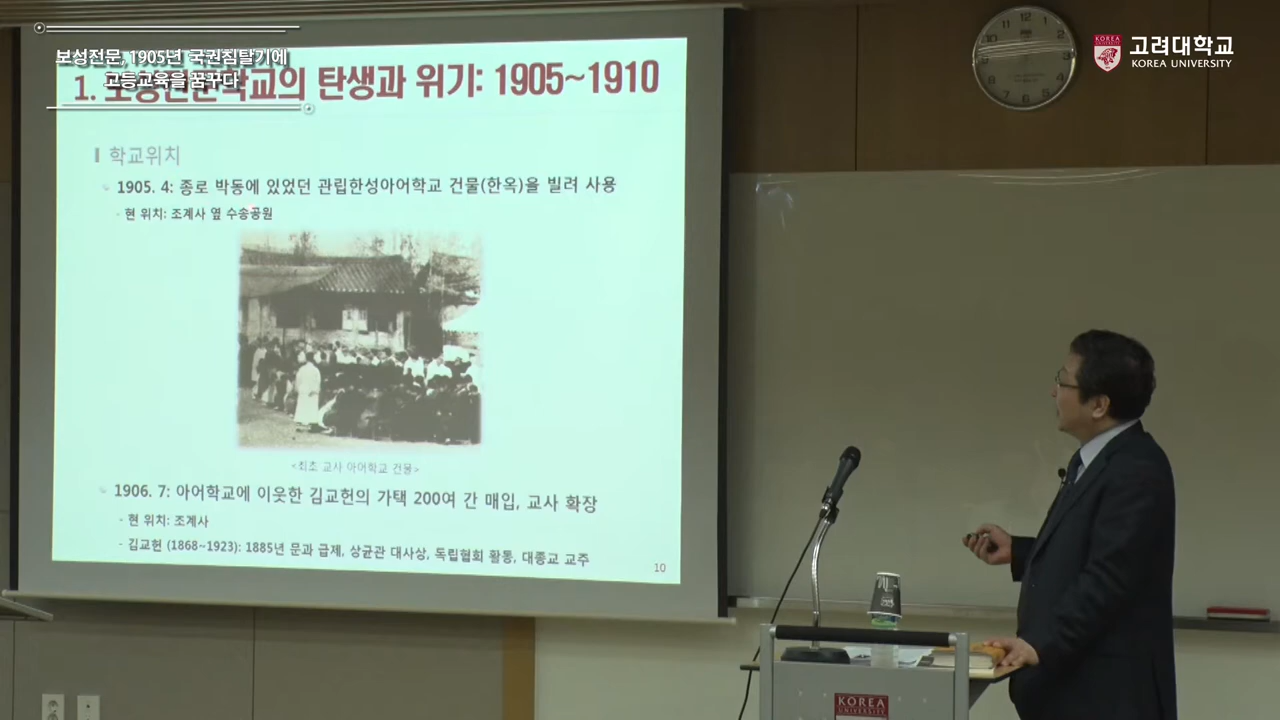 보성전문, 1905년 국권침탈기에
고등교육을 꿈꾸다
고려대학교
KOREA UNIVERSITY
1. 보성전문학교의 탄생과 위기: 1905~1910
학교위치
1905. 4: 종로 박동에 있었던 관립한성아어학교 건물(한옥)을 빌려 사용
- 현 위치: 조계사 옆 수송공원
<최초 교사 아어학교 건물>
1906. 7: 아어학교에 이웃한 김교헌의 가택 200여 간 매입, 교사 확장
- 현 위치: 조계사
- 김교헌 (1868~1923): 1885년 문과 급제, 상균관 대사상, 독립협회 활동, 대종교 교주
10
KOREA
UNIVERSITY